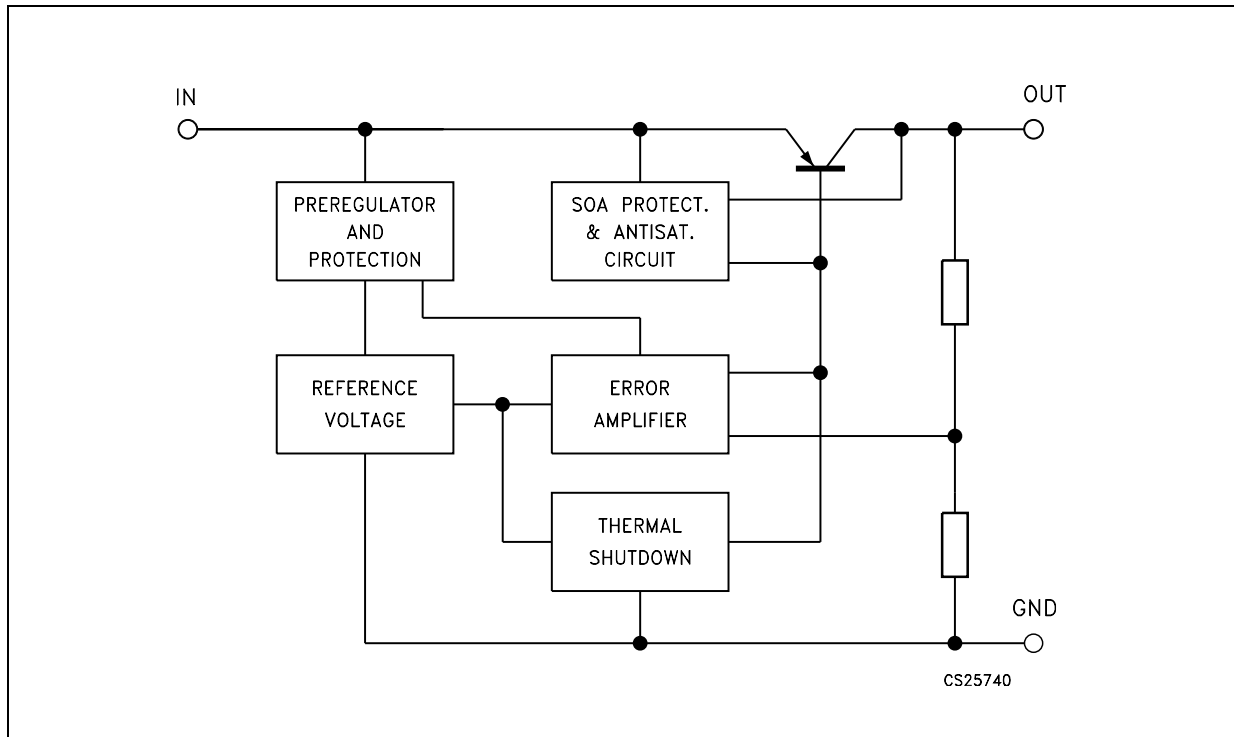 IN
OUT
PREREGULATOR
AND
PROTECTION
SOA PROTECT.
& ANTISAT.
CIRCUIT
REFERENCE
VOLTAGE
ERROR
AMPLIFIER
THERMAL
SHUTDOWN
GND
CS25740